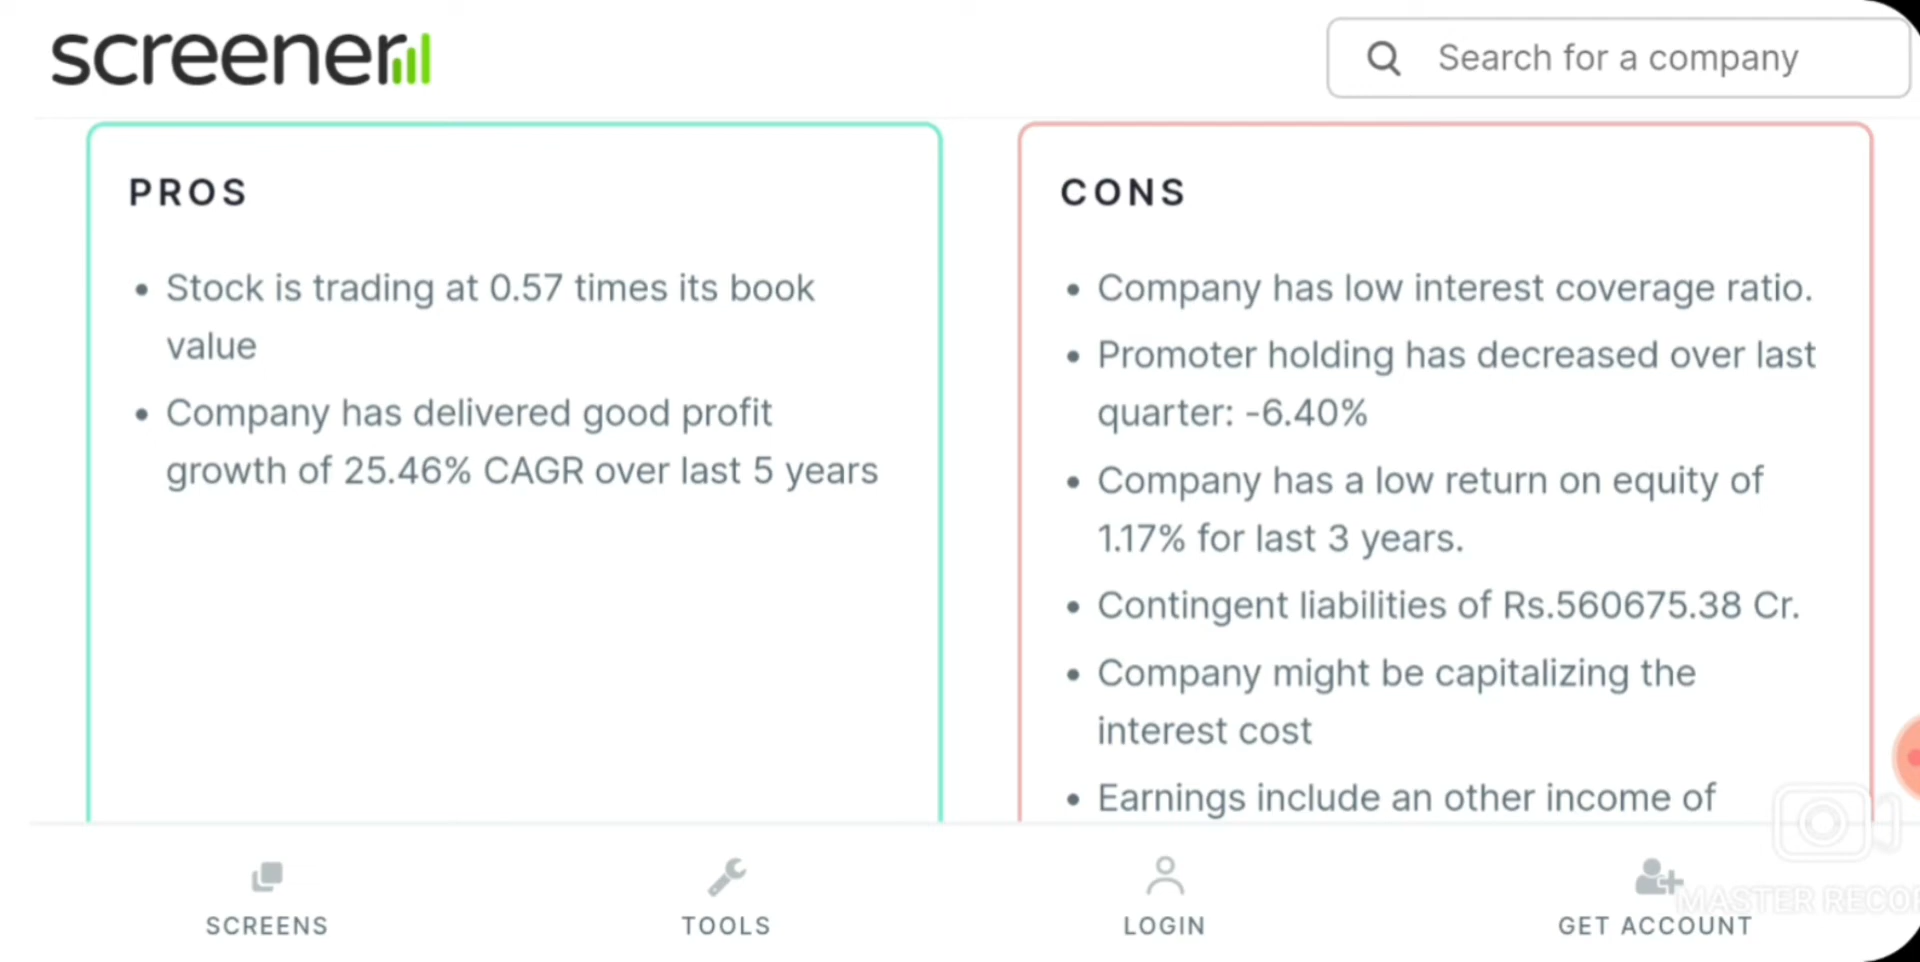 screener
Search for a company
PROS
• Stock is trading at 0.57 times its book
value
• Company has delivered good profit
growth of 25.46% CAGR over last 5 years
CONS
• Company has low interest coverage ratio.
• Promoter holding has decreased over last
quarter: -6.40%
• Company has a low return on equity of
1.17% for last 3 years.
• Contingent liabilities of Rs.560675.38 Cr.
• Company might be capitalizing the
interest cost
• Earnings include an other income of
SCREENS
TOOLS
LOGIN
GET ACCOUNT
MASTER RECOR